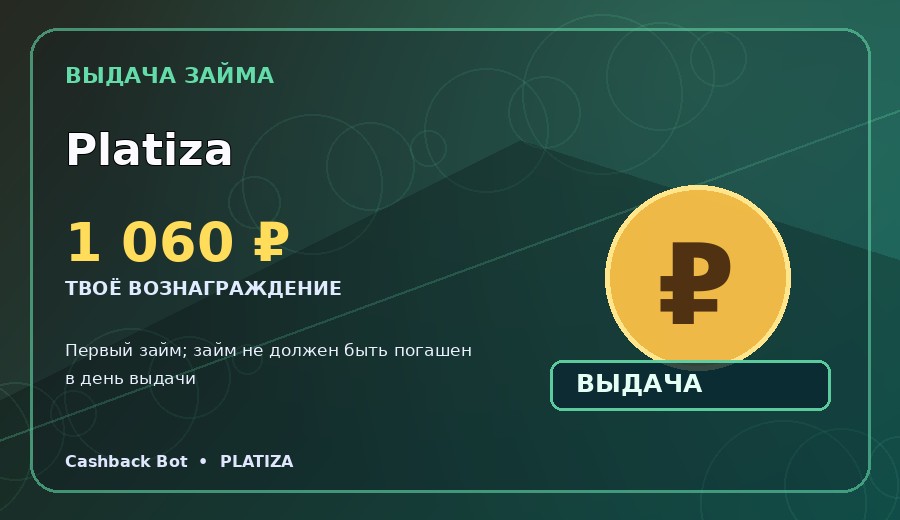 ВЫДАЧА ЗАЙМА
Platiza
1 060 ₽
ТВОЁ ВОЗНАГРАЖДЕНИЕ
Первый займ; займ не должен быть погашен
в день выдачи
₽
ВЫДАЧА
Cashback Bot • PLATIZA